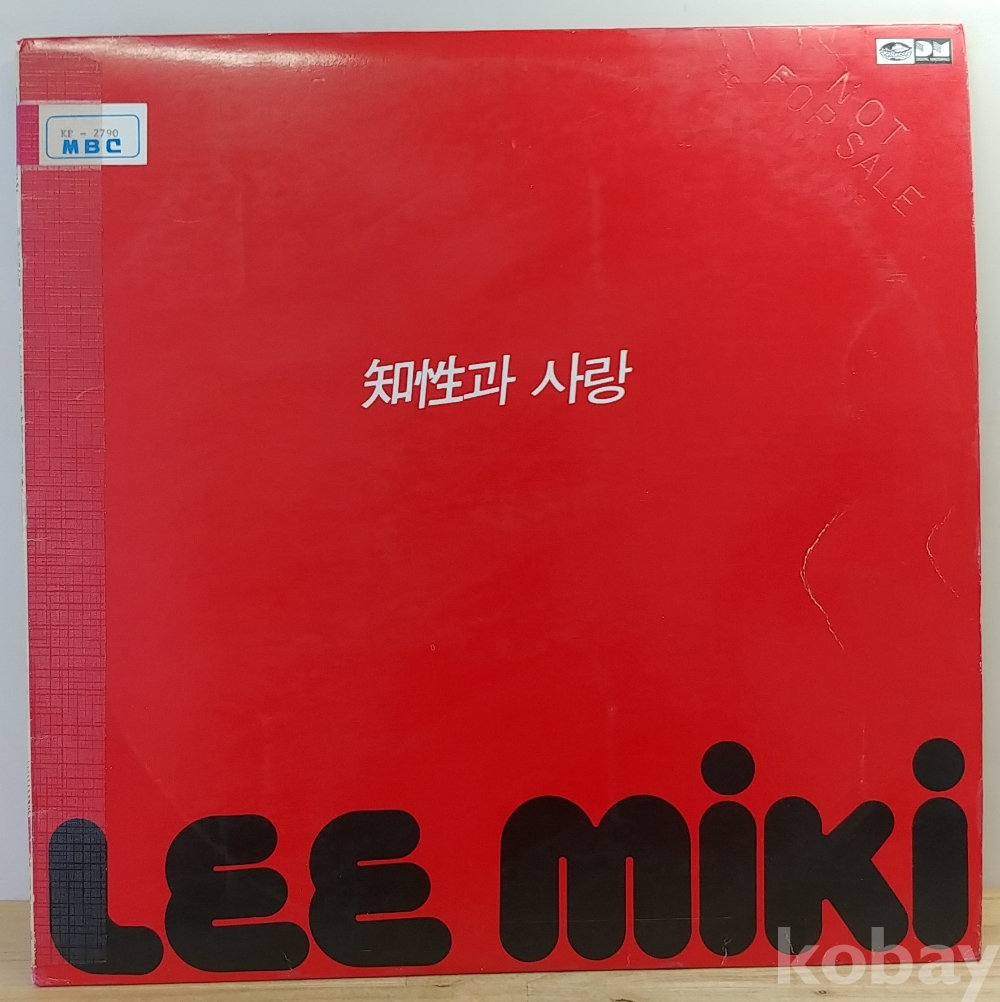 KP - 2790
MBC
NOT
FOR SALE
知性과 사랑
LEE MIKI
kobay